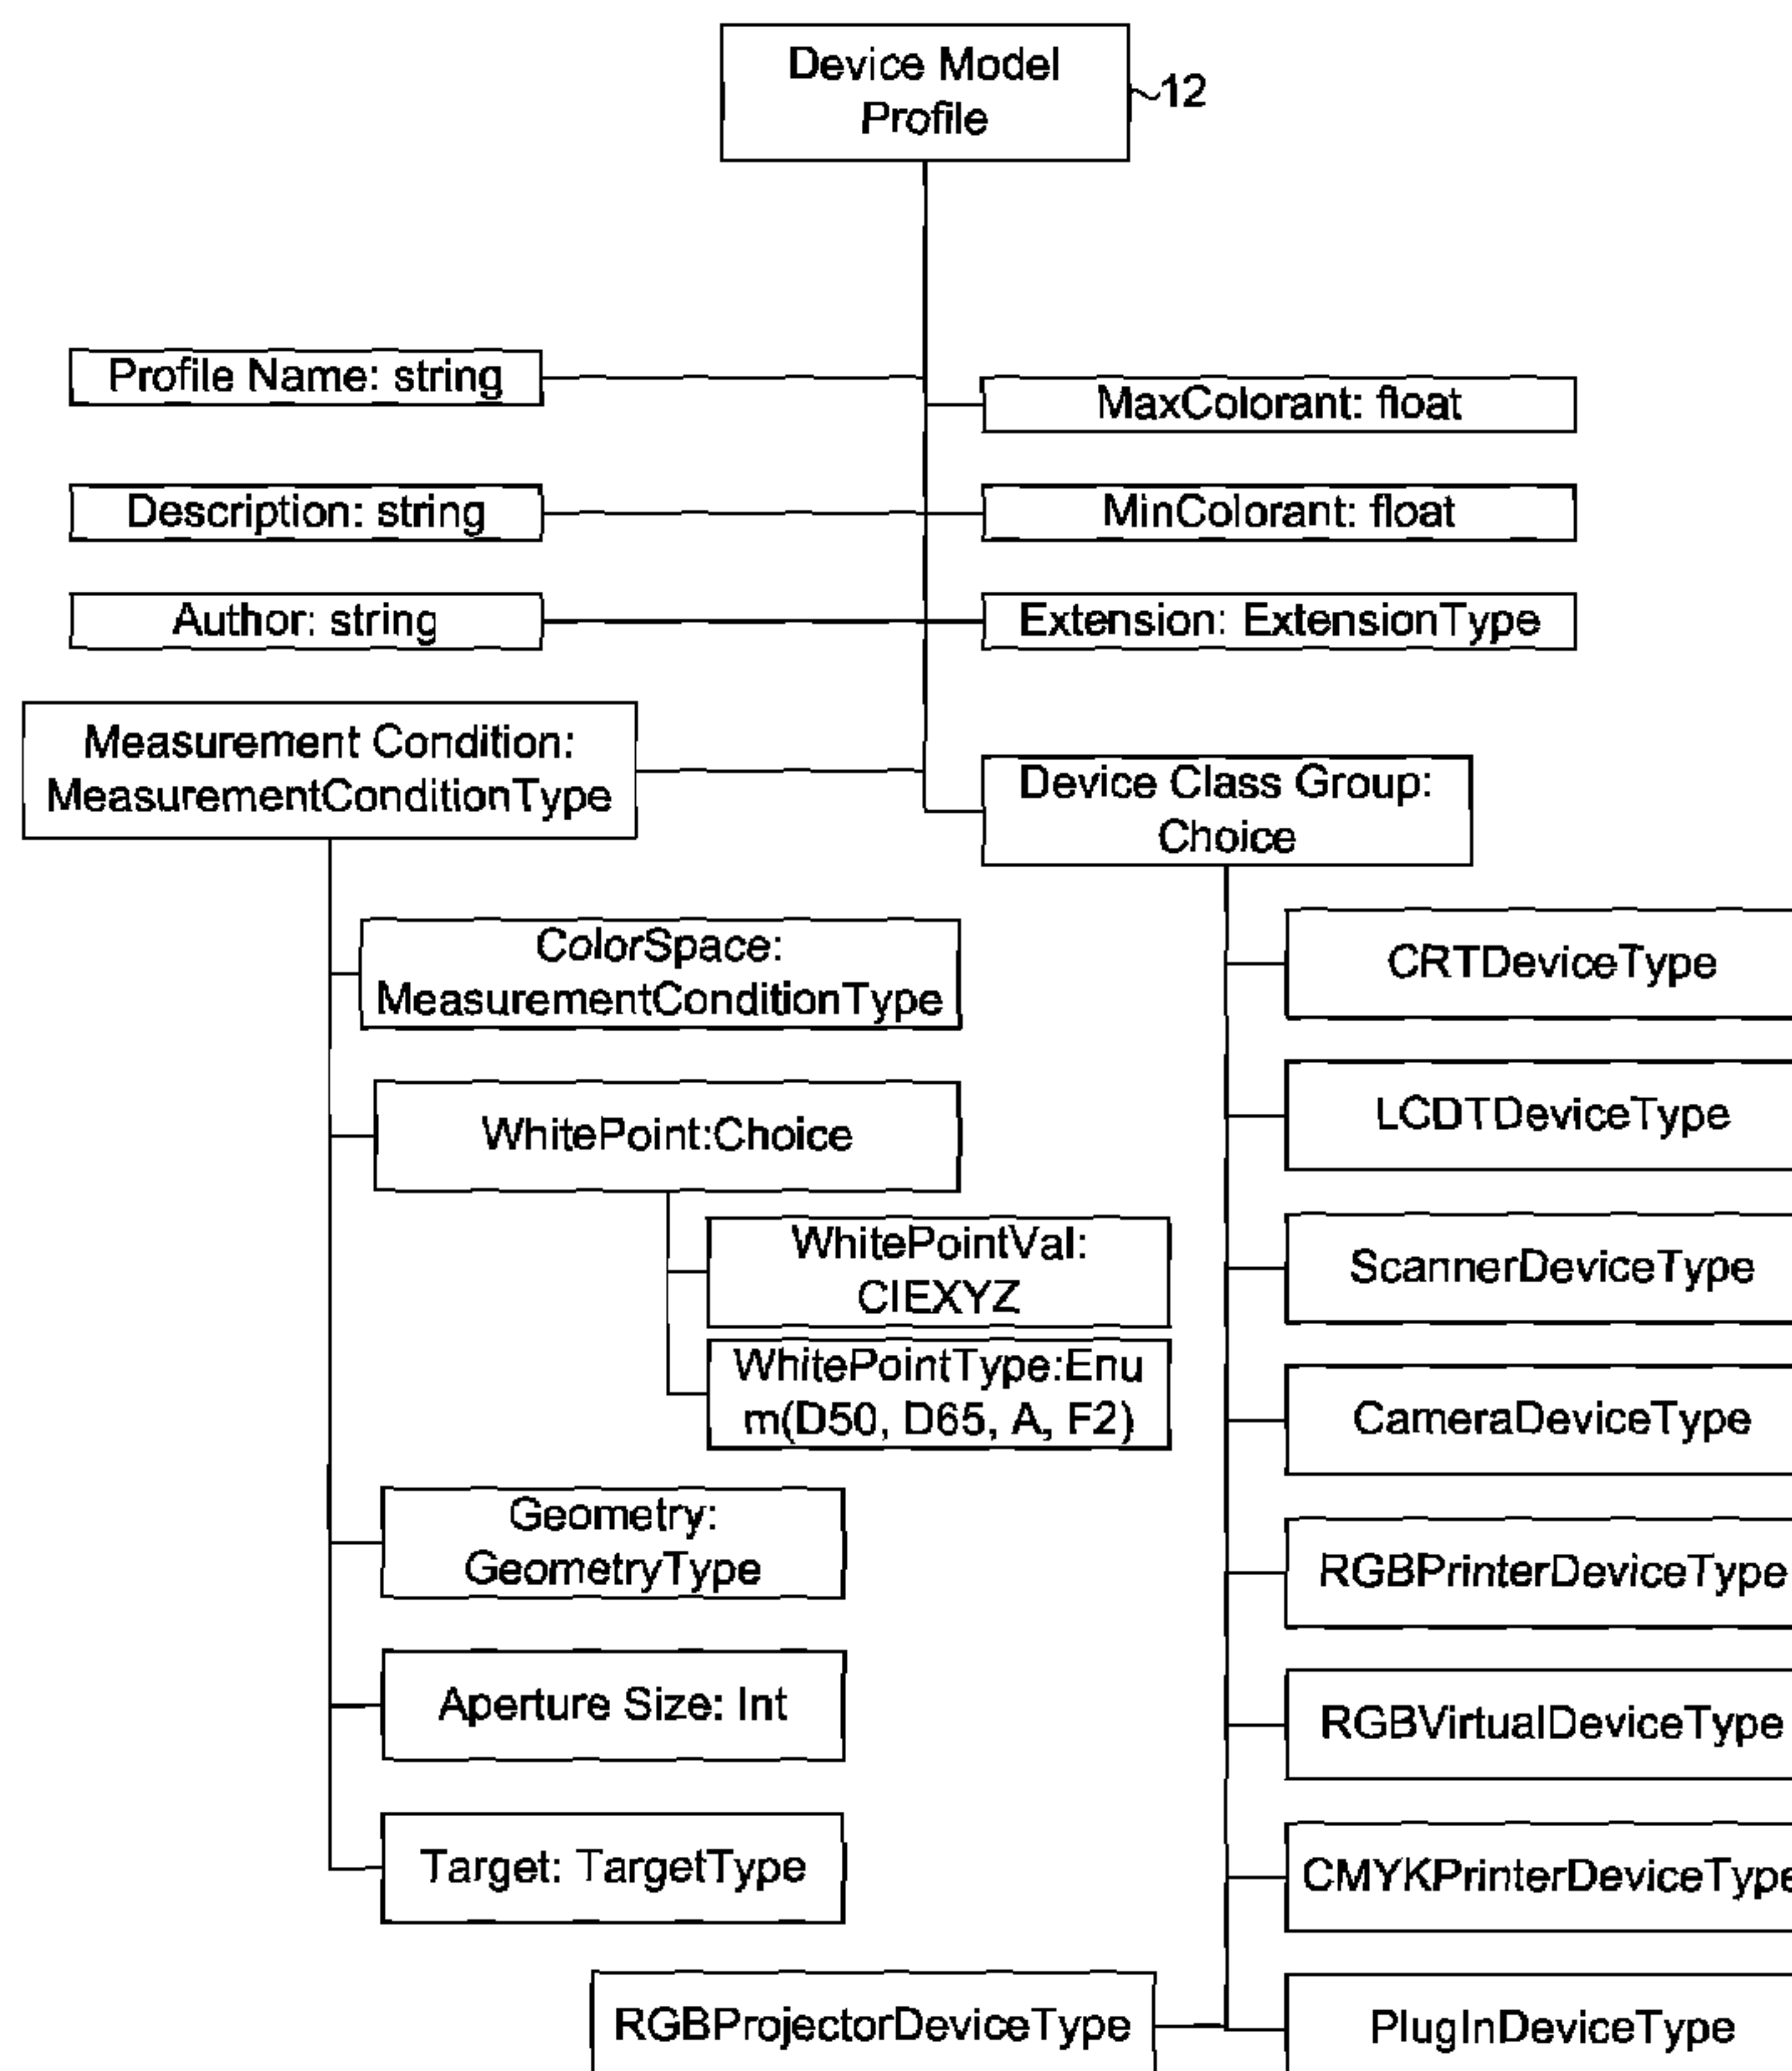 Device Model
Profile
12
Profile Name: string
MaxColorant: float
Description: string
MinColorant: float
Author: string
Extension: ExtensionType
Measurement Condition:
MeasurementConditionType
Device Class Group:
Choice
ColorSpace:
MeasurementConditionType
WhitePoint:Choice
WhitePointVal:
CIEXYZ
WhitePointType:Enu
m(D50, D65, A, F2)
Geometry:
GeometryType
Aperture Size: Int
Target: TargetType
CRTDeviceType
LCDTDeviceType
ScannerDeviceType
CameraDeviceType
RGBPrinterDeviceType
RGBVirtualDeviceType
CMYKPrinterDeviceType
RGBProjectorDeviceType
PlugInDeviceType